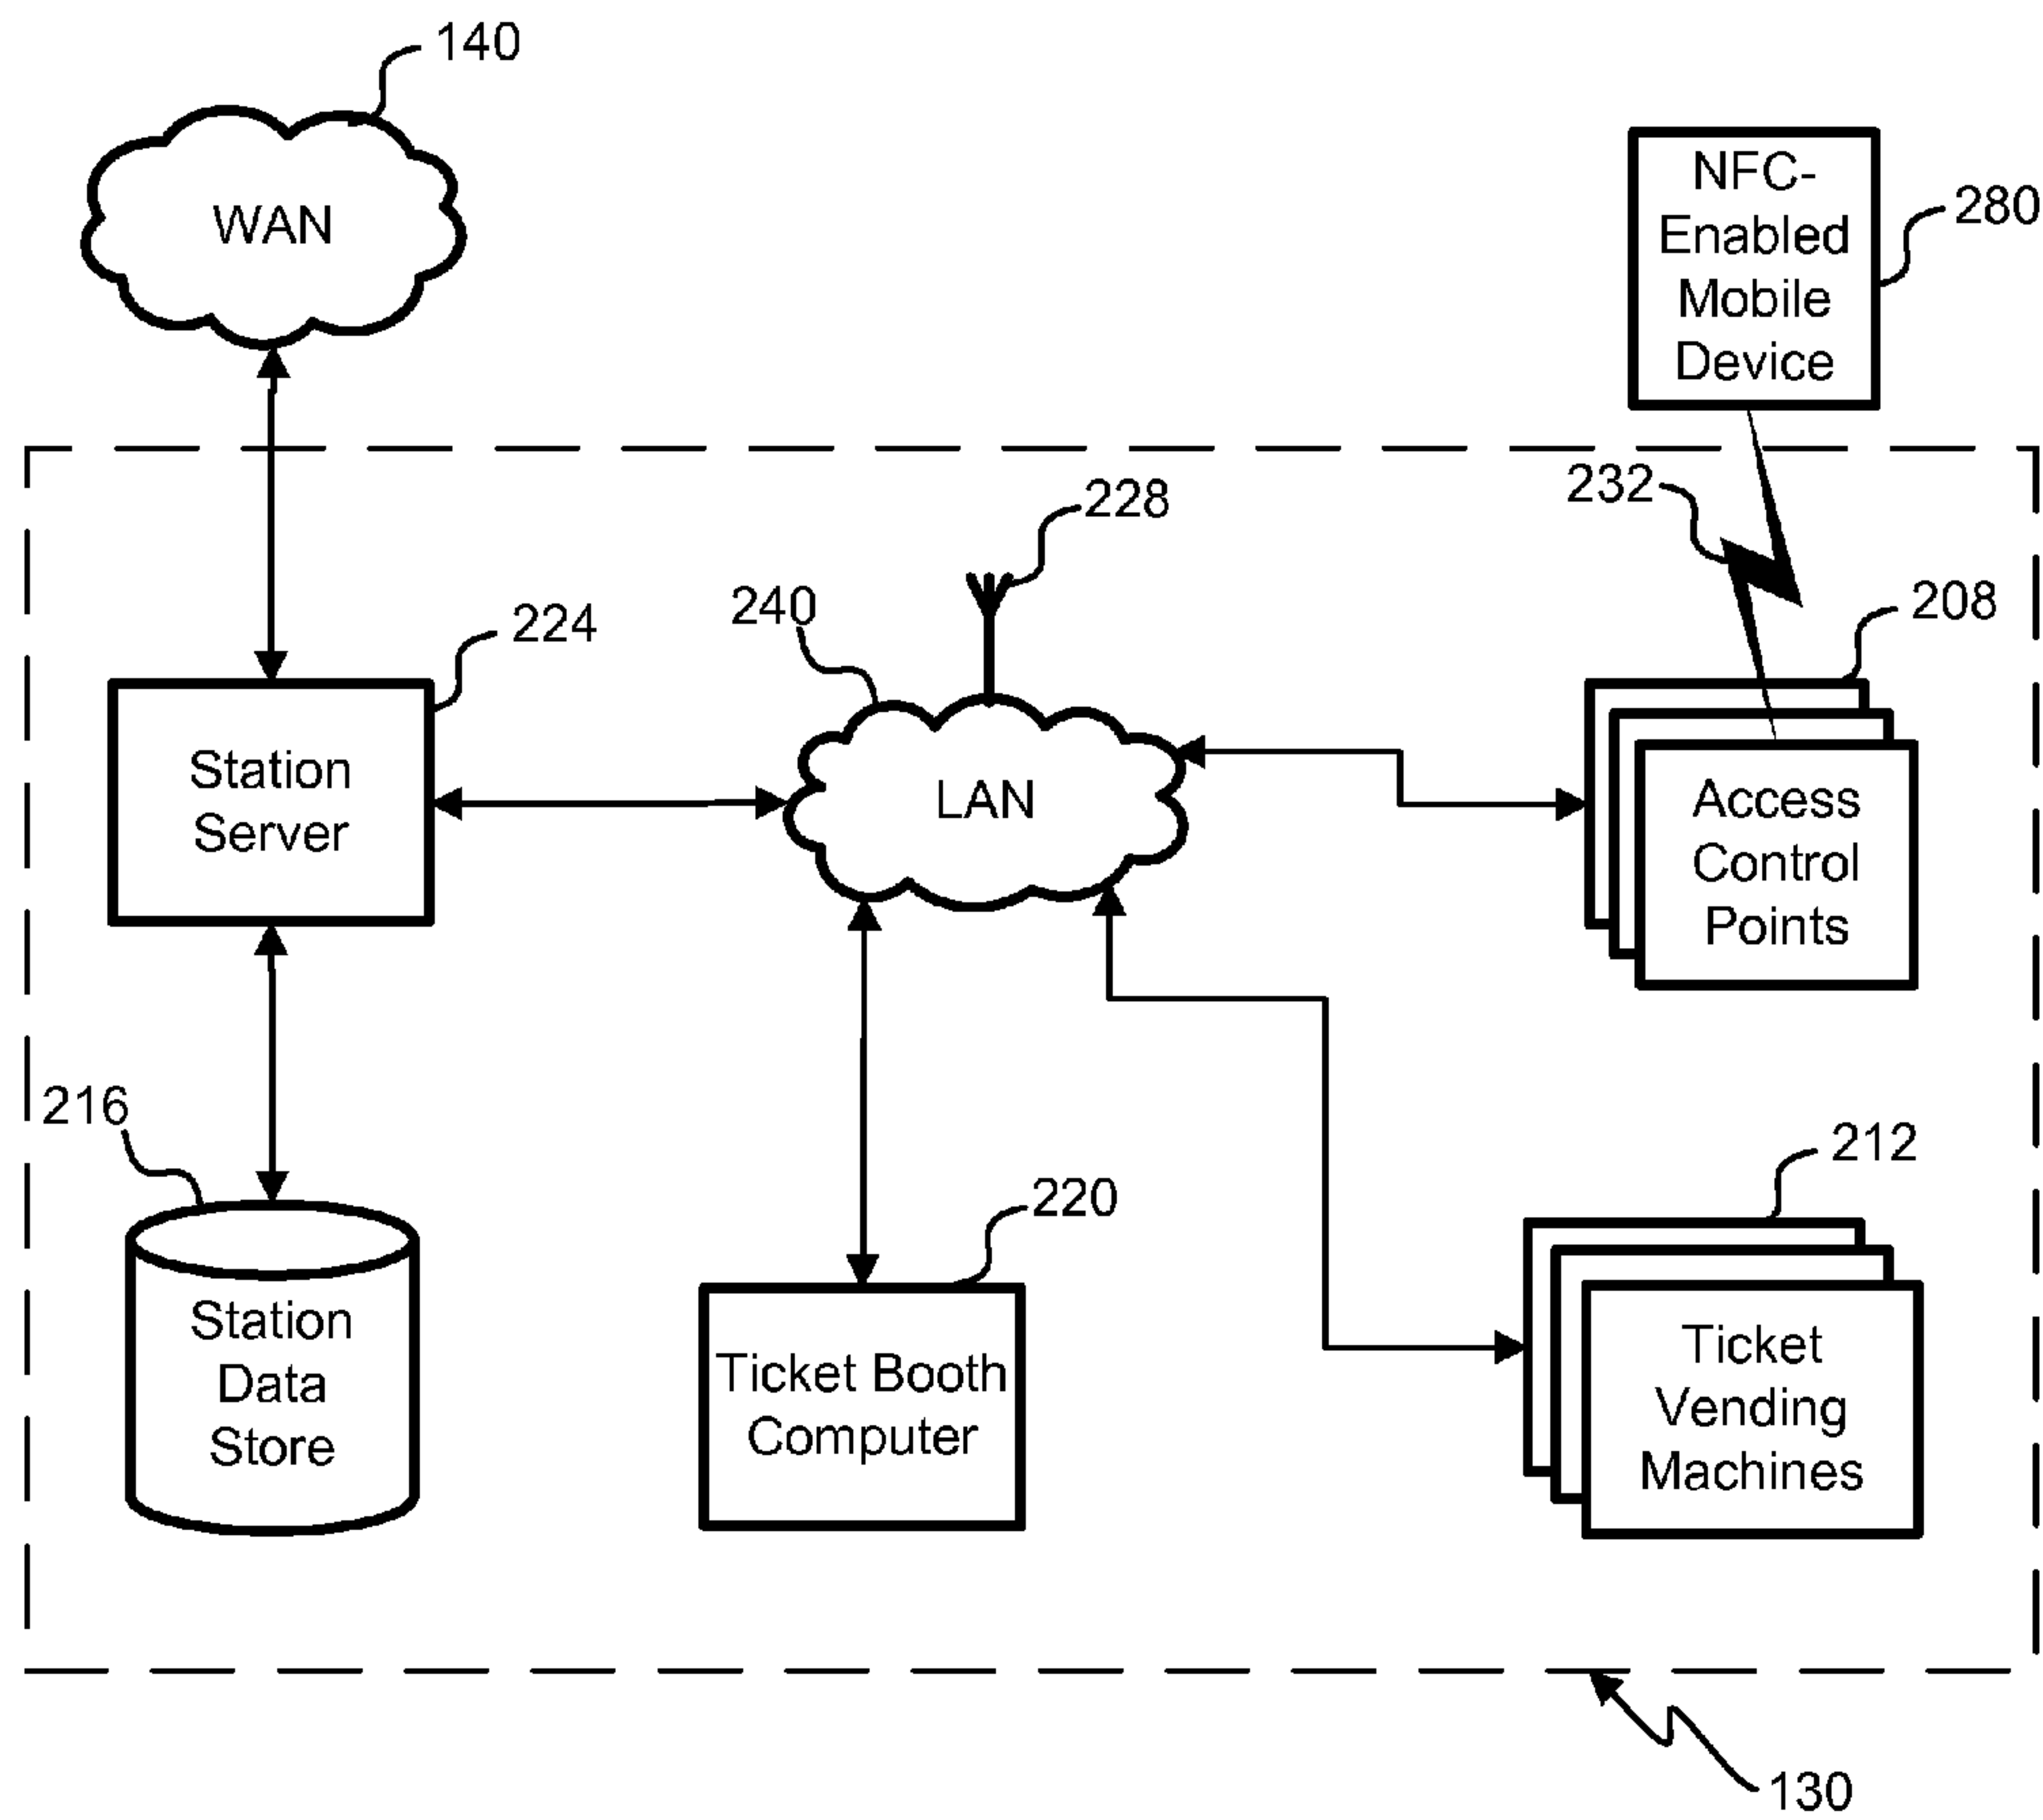 140
WAN
NFC-
Enabled
Mobile
Device
280
232
228
240
224
208
Station
Server
LAN
Access
Control
Points
216
220
212
Station
Data
Store
Ticket Booth
Computer
Ticket
Vending
Machines
130